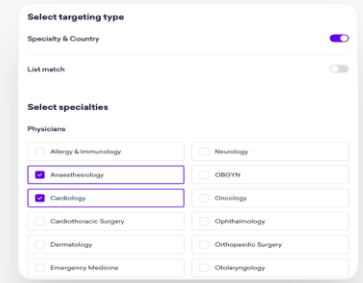 Select targeting type
Specialty & Country
List match
Select specialties
Physicians
Allergy & Immunology
Neurology
Anaesthesiology
OBGYN
Cardiology
Oncology
Cardiothoracic Surgery
Ophthalmology
Dermatology
Orthopaedic Surgery
Emergency Medicine
Otolaryngology